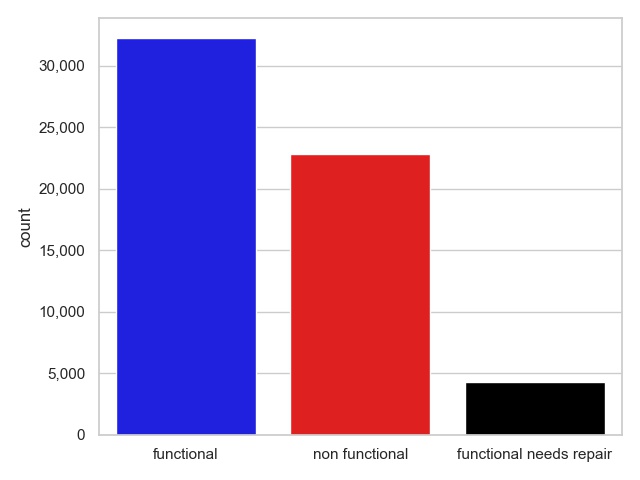 30,000
25,000
20,000
15,000
10,000
5,000
0
count
functional
non functional
functional needs repair